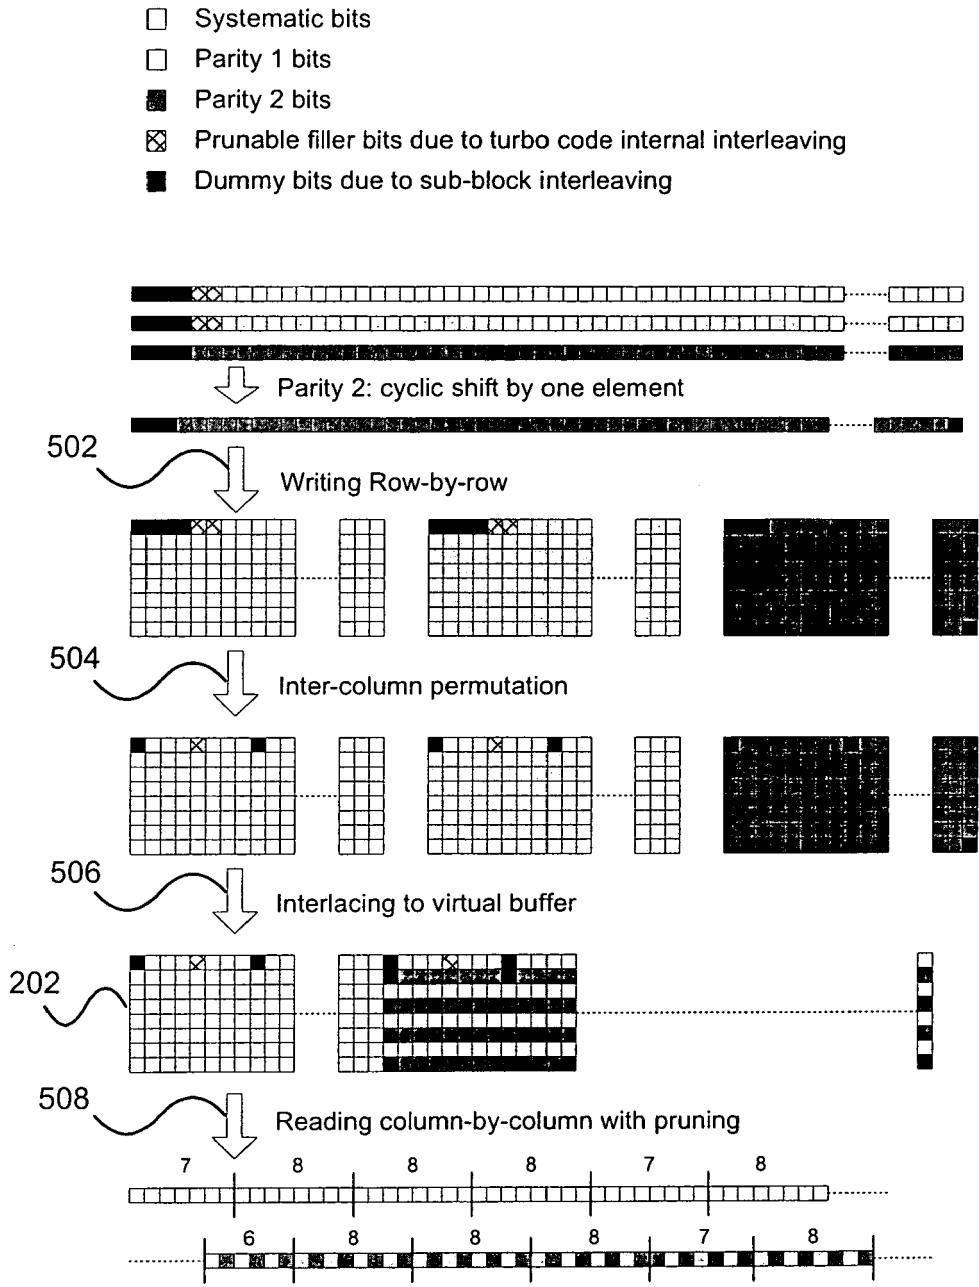 Systematic bits
Parity 1 bits
Parity 2 bits
Prunable filler bits due to turbo code internal interleaving
Dummy bits due to sub-block interleaving
Parity 2: cyclic shift by one element
502
Writing Row-by-row
504
Inter-column permutation
506
Interlacing to virtual buffer
202
508
Reading column-by-column with pruning
7 8 8 8 7 8
6 8 8 8 7 8